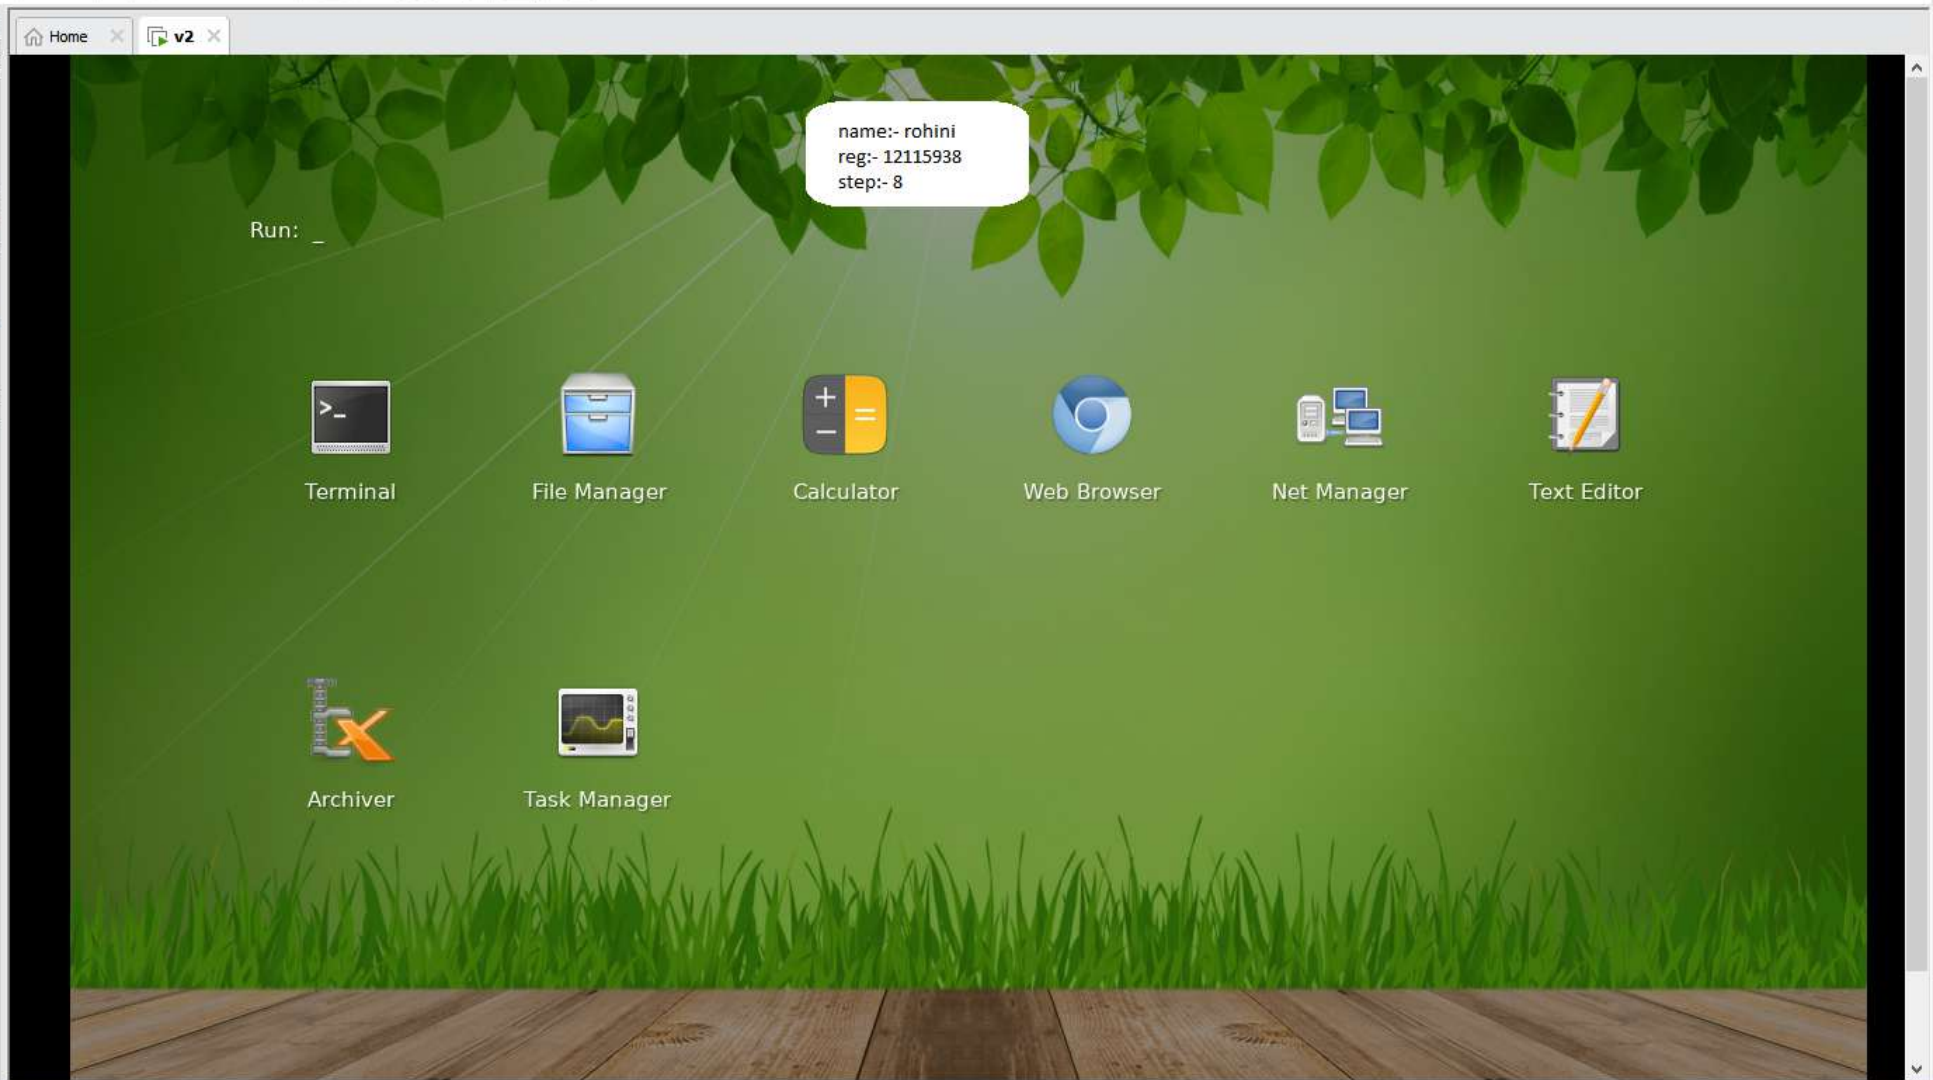 Home
v2
name:- rohini
reg:- 12115938
step:- 8
Run: _
Terminal
File Manager
Calculator
Web Browser
Net Manager
Text Editor
Archiver
Task Manager